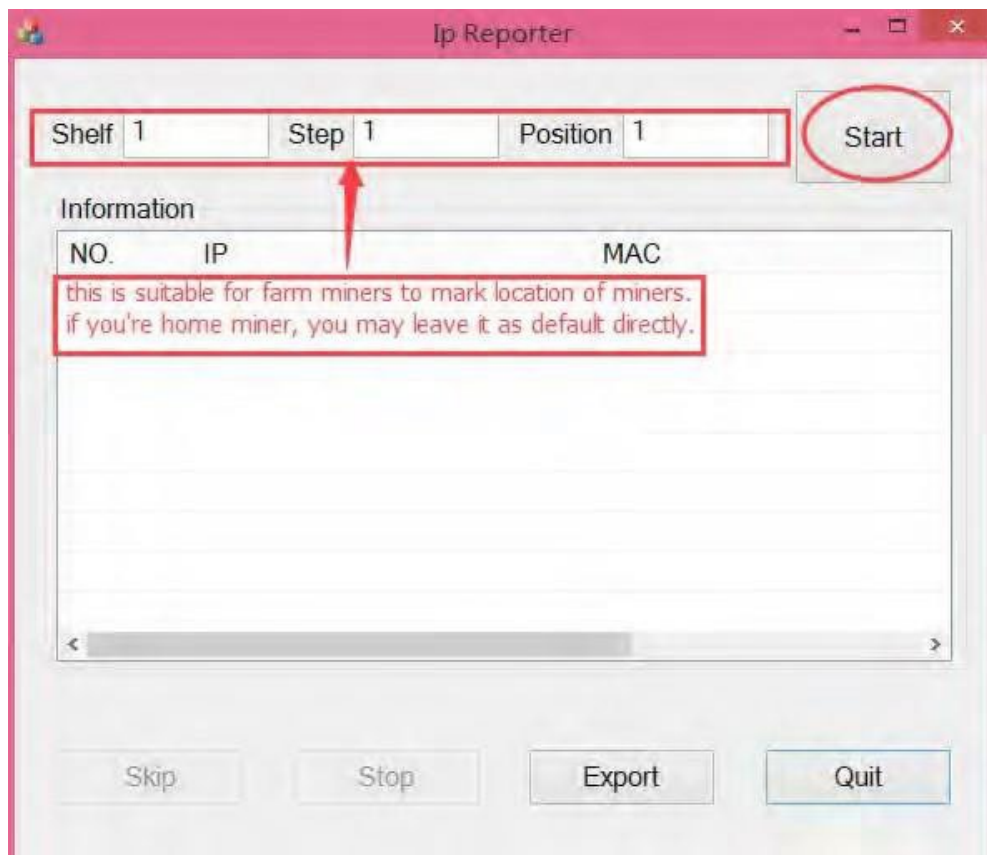 Ip Reporter
Shelf 1 Step 1 Position 1 Start
Information
NO. IP MAC
this is suitable for farm miners to mark location of miners.
if you're home miner, you may leave it as default directly.
Skip Stop Export Quit